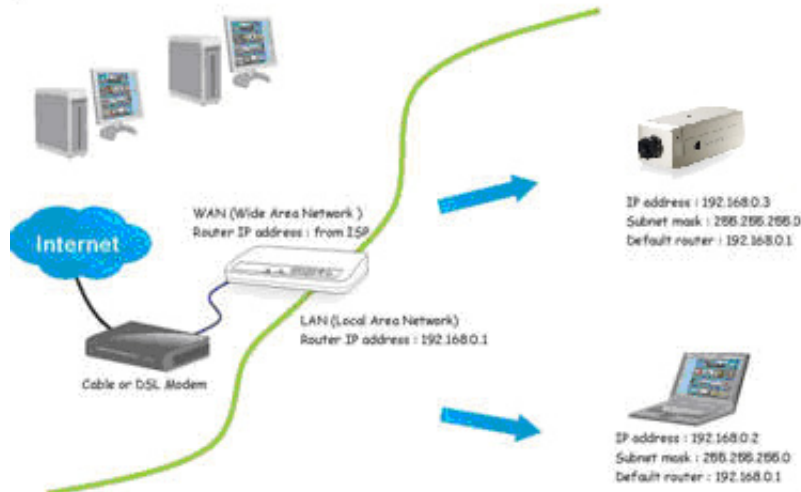 WAN (Wide Area Network )
Router IP address : from ISP
Internet
LAN (Local Area Network)
Router IP address : 192.168.0.1
Cable or DSL Modem
IP address : 192.168.0.3
Subnet mask : 255.255.255.0
Default router : 192.168.0.1
IP address : 192.168.0.2
Subnet mask : 255.255.255.0
Default router : 192.168.0.1